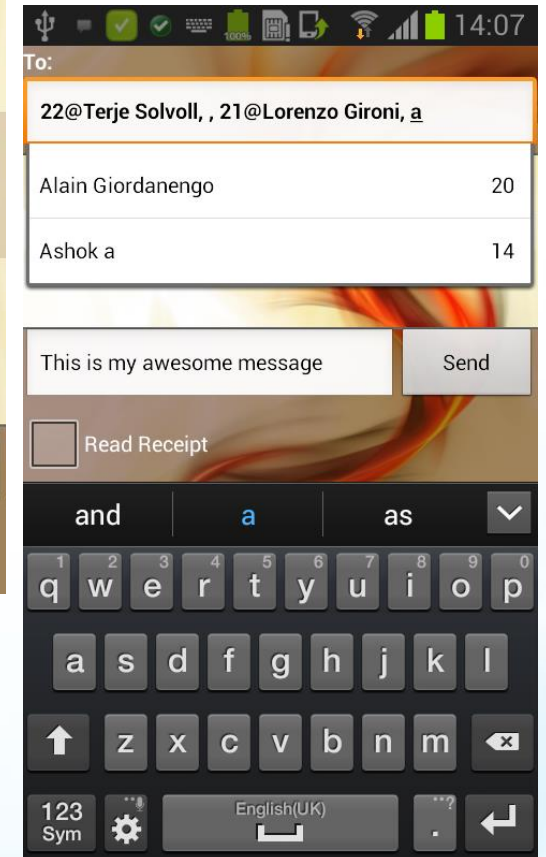 100%
14:07
To:
22@Terje Solvoll, , 21@Lorenzo Gironi, a
Alain Giordanengo 20
Ashok a 14
This is my awesome message Send
Read Receipt
and a as
1 2 3 4 5 6 7 8 9 0
q w e r t y u i o p
a s d f g h j k l
z x c v b n m
123 Sym English(UK) ...? .